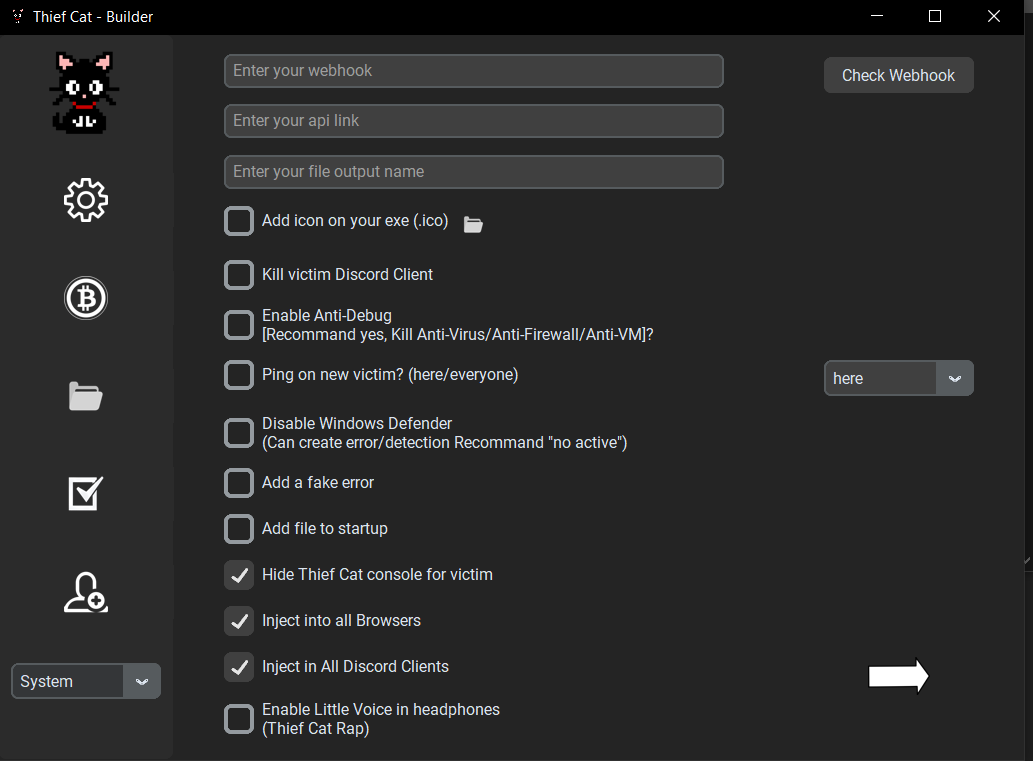 Thief Cat - Builder
Enter your webhook
Check Webhook
Enter your api link
Enter your file output name
Add icon on your exe (.ico)
Kill victim Discord Client
Enable Anti-Debug
[Recommand yes, Kill Anti-Virus/Anti-Firewall/Anti-VM]?
Ping on new victim? (here/everyone)
here
Disable Windows Defender
(Can create error/detection Recommand "no active")
Add a fake error
Add file to startup
Hide Thief Cat console for victim
Inject into all Browsers
Inject in All Discord Clients
System
Enable Little Voice in headphones
(Thief Cat Rap)